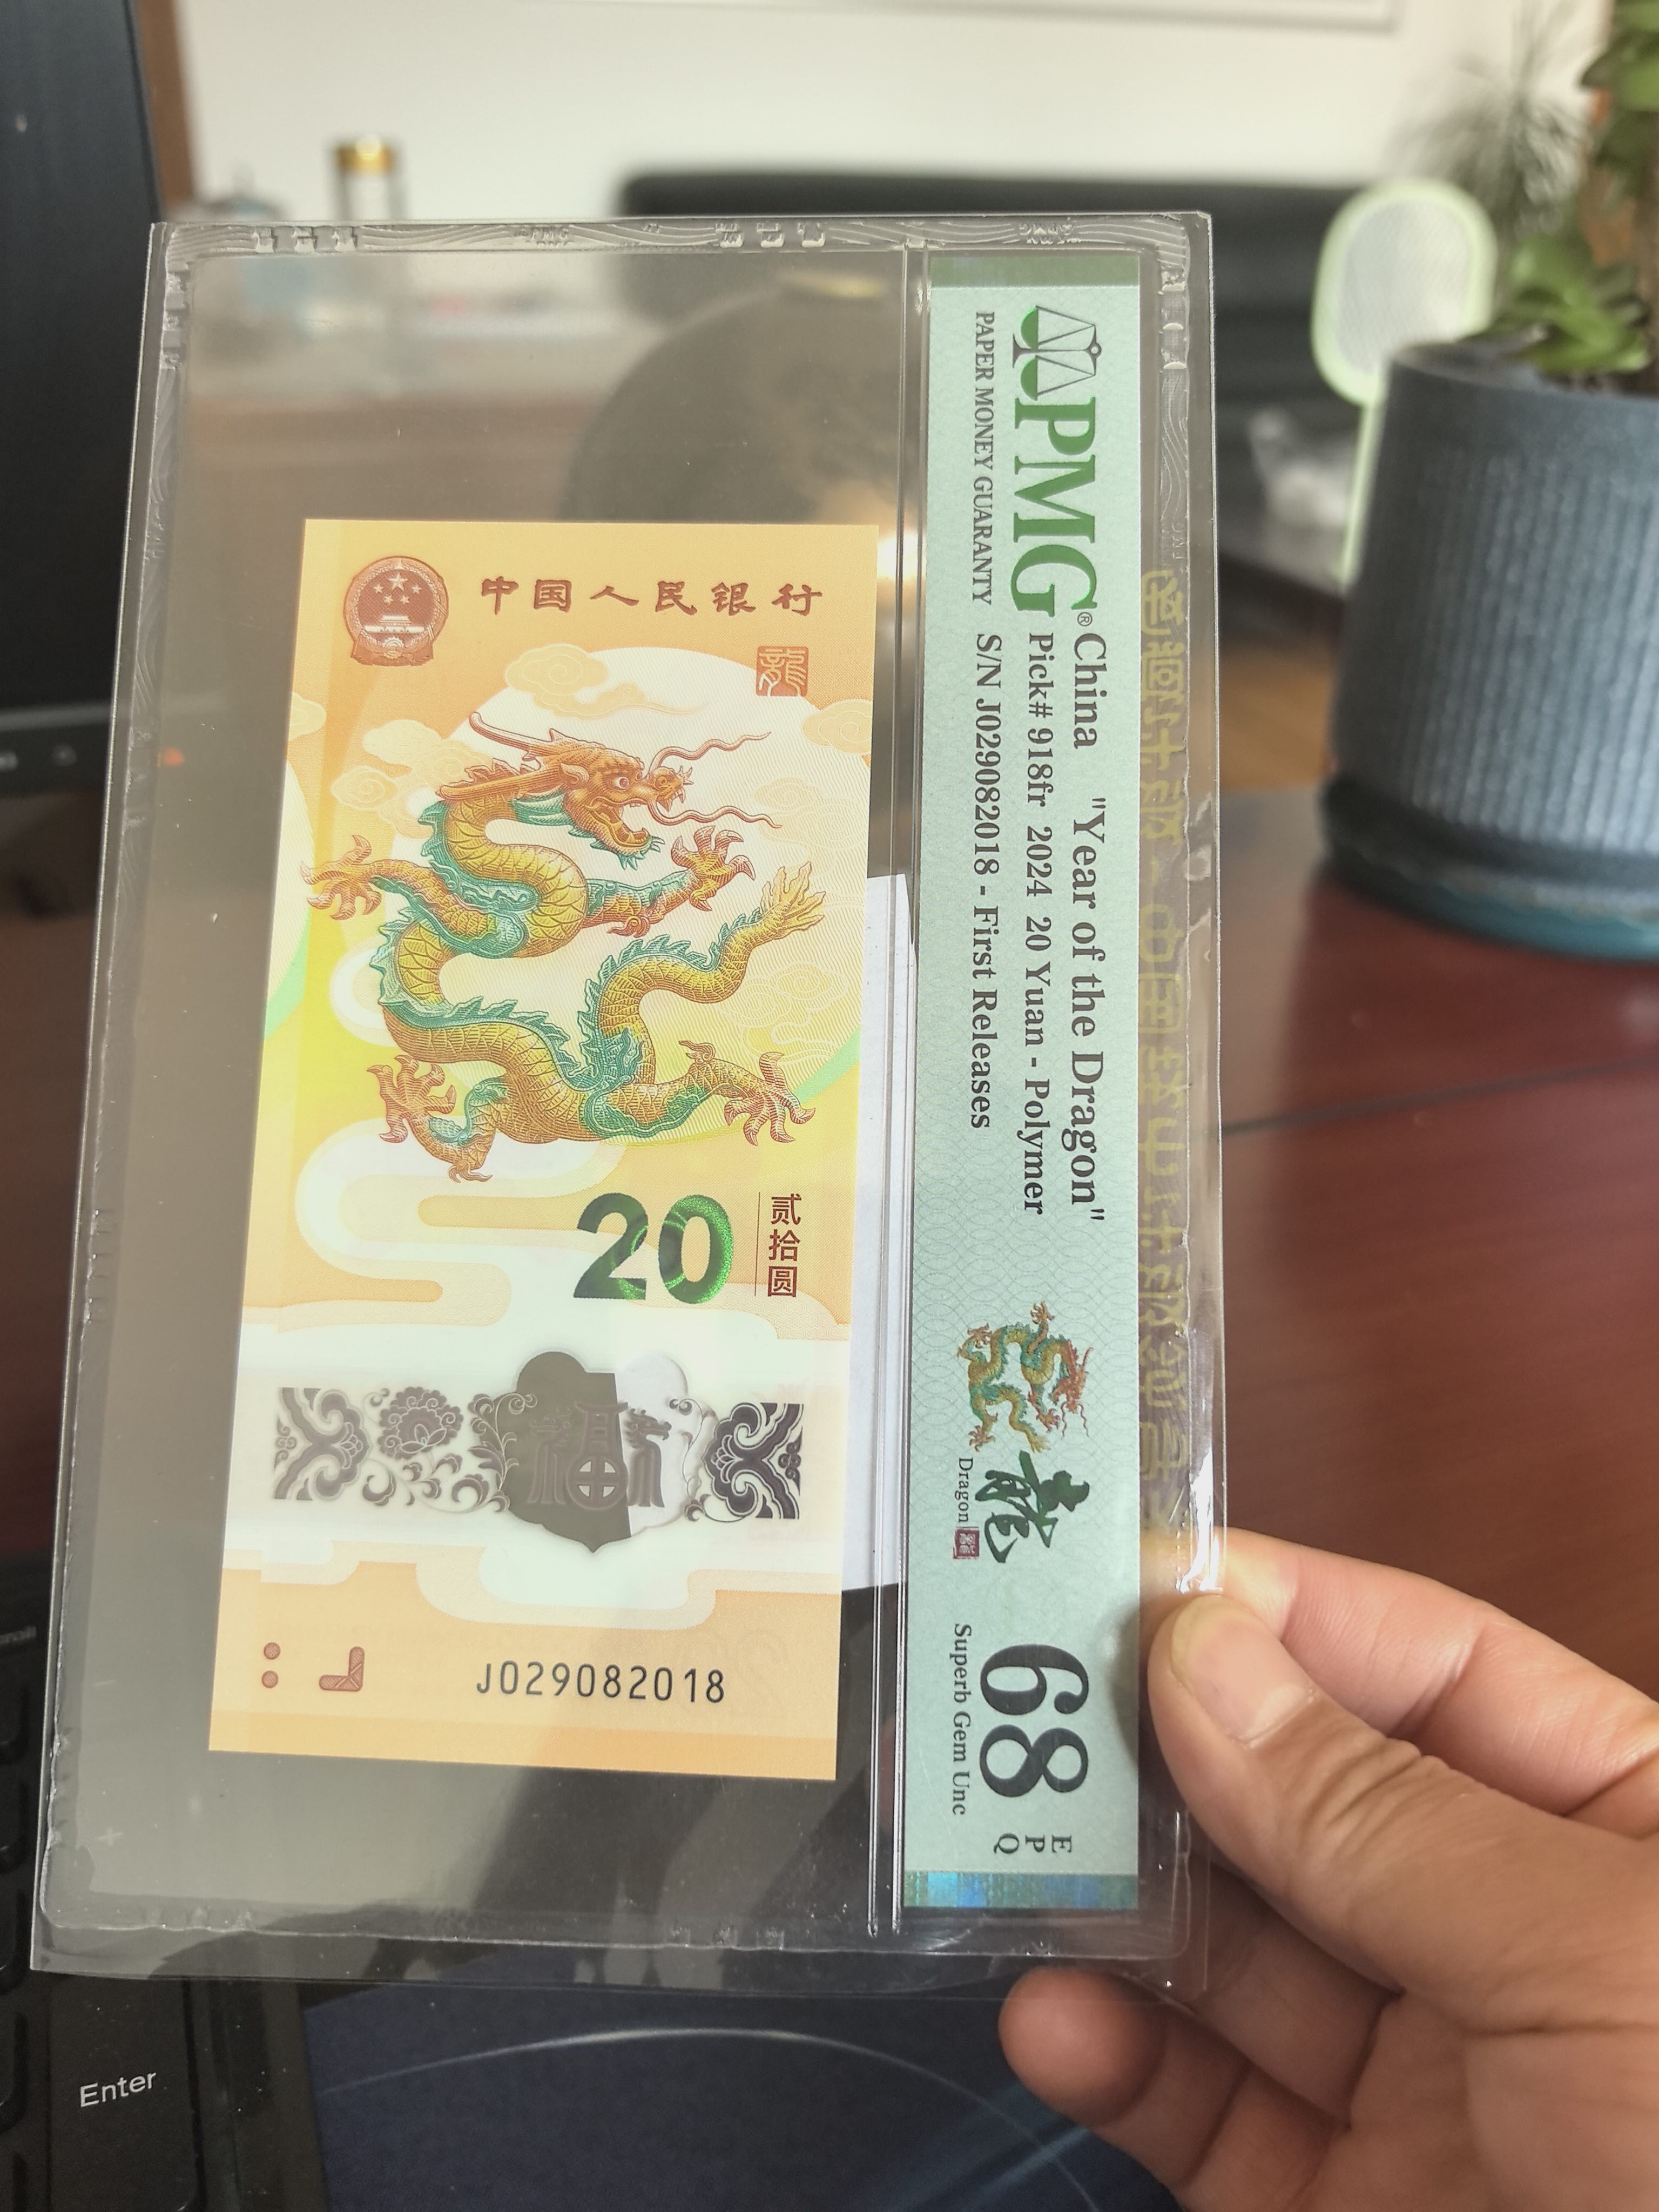 PMG®
PAPER MONEY GUARANTY
China "Year of the Dragon"
Pick# 918fr 2024 20 Yuan - Polymer
S/N J029082018 - First Releases
龍
Dragon
68
EPQ
Superb Gem Unc
中国人民银行
龍
20
贰拾圆
福
J029082018
Enter